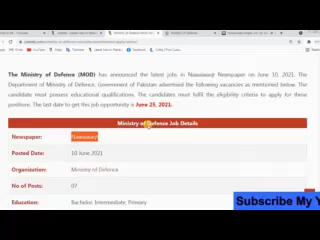 The Ministry of Defence (MOD) has announced the latest jobs in Nawaiwaqt Newspaper on June 10, 2021. The
Department of Ministry of Defence, Government of Pakistan advertised the following vacancies as mentioned below. The
candidate must possess educational qualifications. The candidates must fulfil the eligibility criteria to apply for these
positions. The last date to get this job opportunity is June 25, 2021.
Ministry of Defence Job Details
Newspaper: Nawaiwaqt
Posted Date: 10 June 2021
Organization: Ministry of Defence
No of Posts: 07
Education: Bachelor, Intermediate, Primary
Subscribe My Y